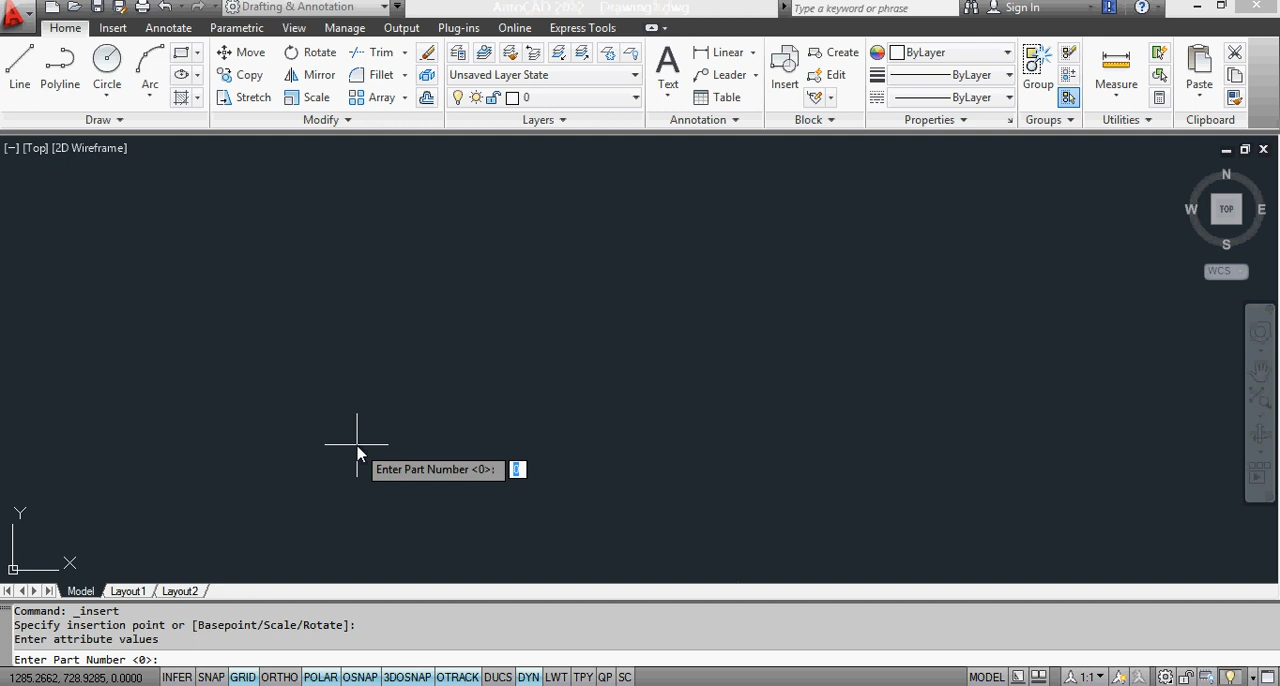 Drafting & Annotation
Type a keyword or phrase
Sign In
Home Insert Annotate Parametric View Manage Output Plug-ins Online Express Tools
Move Rotate Trim
ByLayer
Linear
Create
Line Polyline Circle Arc
Copy Mirror Fillet
Unsaved Layer State
Text
Leader
Insert
Edit
ByLayer
Group
Measure
Paste
Stretch Scale Array
0
Table
ByLayer
Draw Modify Layers Annotation Block Properties Groups Utilities Clipboard
[−] [Top] [2D Wireframe]
N
W TOP E
S
WCS
Enter Part Number <0>: 0
Y
X
Model Layout1 Layout2
Command: _insert
Specify insertion point or [Basepoint/Scale/Rotate]:
Enter attribute values
Enter Part Number <0>:
1285.2662, 728.9285, 0.0000 INFER SNAP GRID ORTHO POLAR OSNAP 3DOSNAP OTRACK DUCS DYN LWT TPY QP SC MODEL 1:1